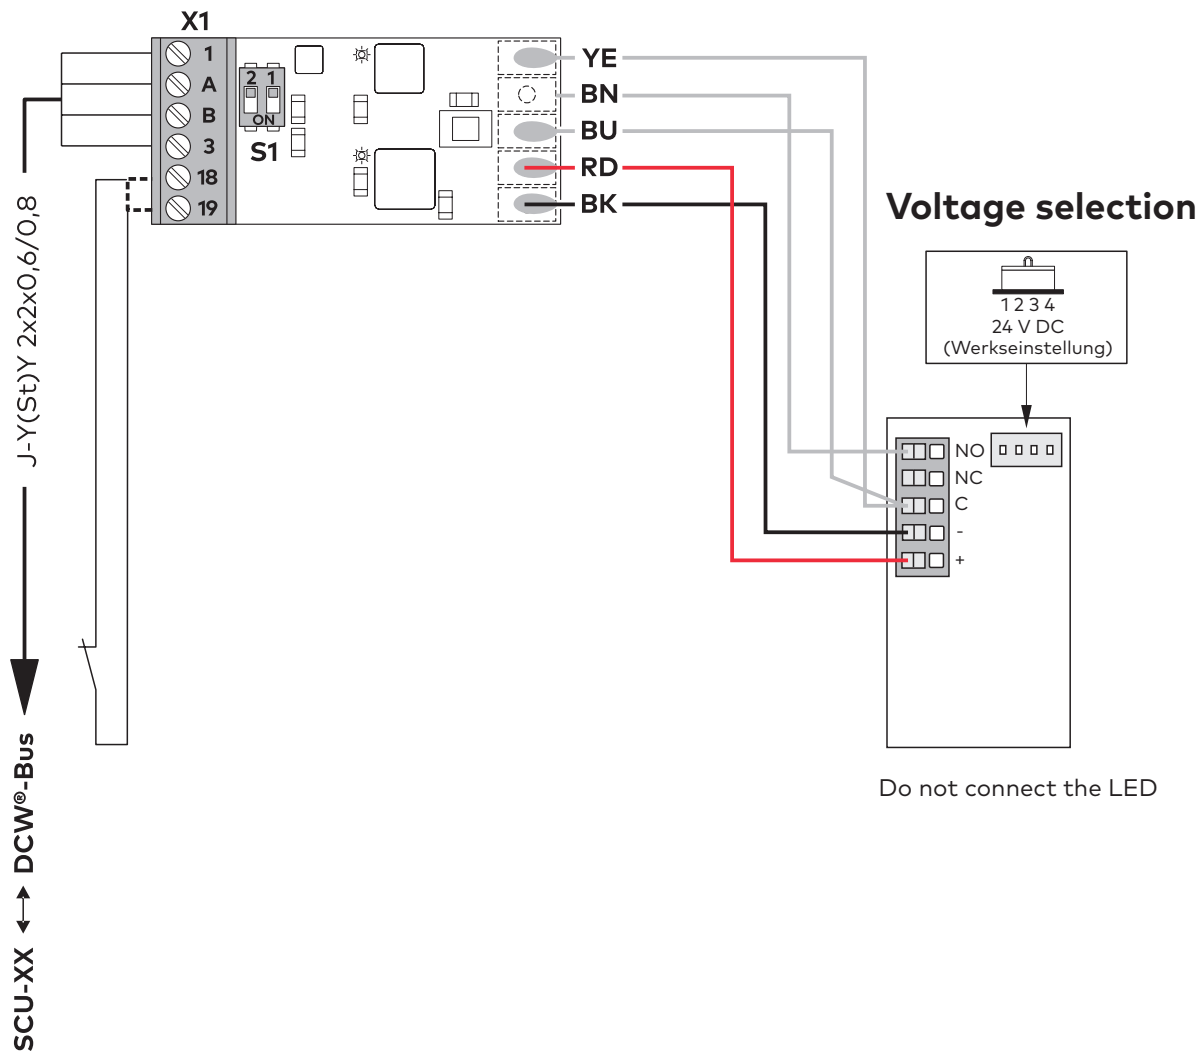 X1
1
A
B
3
18
19
2 1
ON
S1
YE
BN
BU
RD
BK
Voltage selection
1 2 3 4
24 V DC
(Werkseinstellung)
NO
NC
C
-
+
Do not connect the LED
J-Y(St)Y 2x2x0,6/0,8
SCU-XX ↔ DCW®-Bus